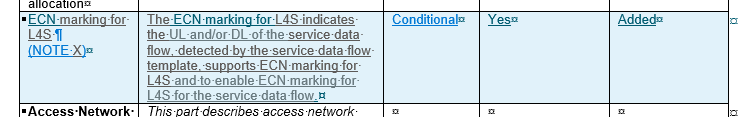 allocation¤
ECN marking for The ECN marking for L4S indicates Conditional¤ Yes¤ Added¤ ¤
L4S ¶ the UL and/or DL of the service data
(NOTE X)¤ flow, detected by the service data flow
template, supports ECN marking for
L4S and to enable ECN marking for
L4S for the service data flow.¤
Access Network This part describes access network ¤ ¤ ¤ ¤